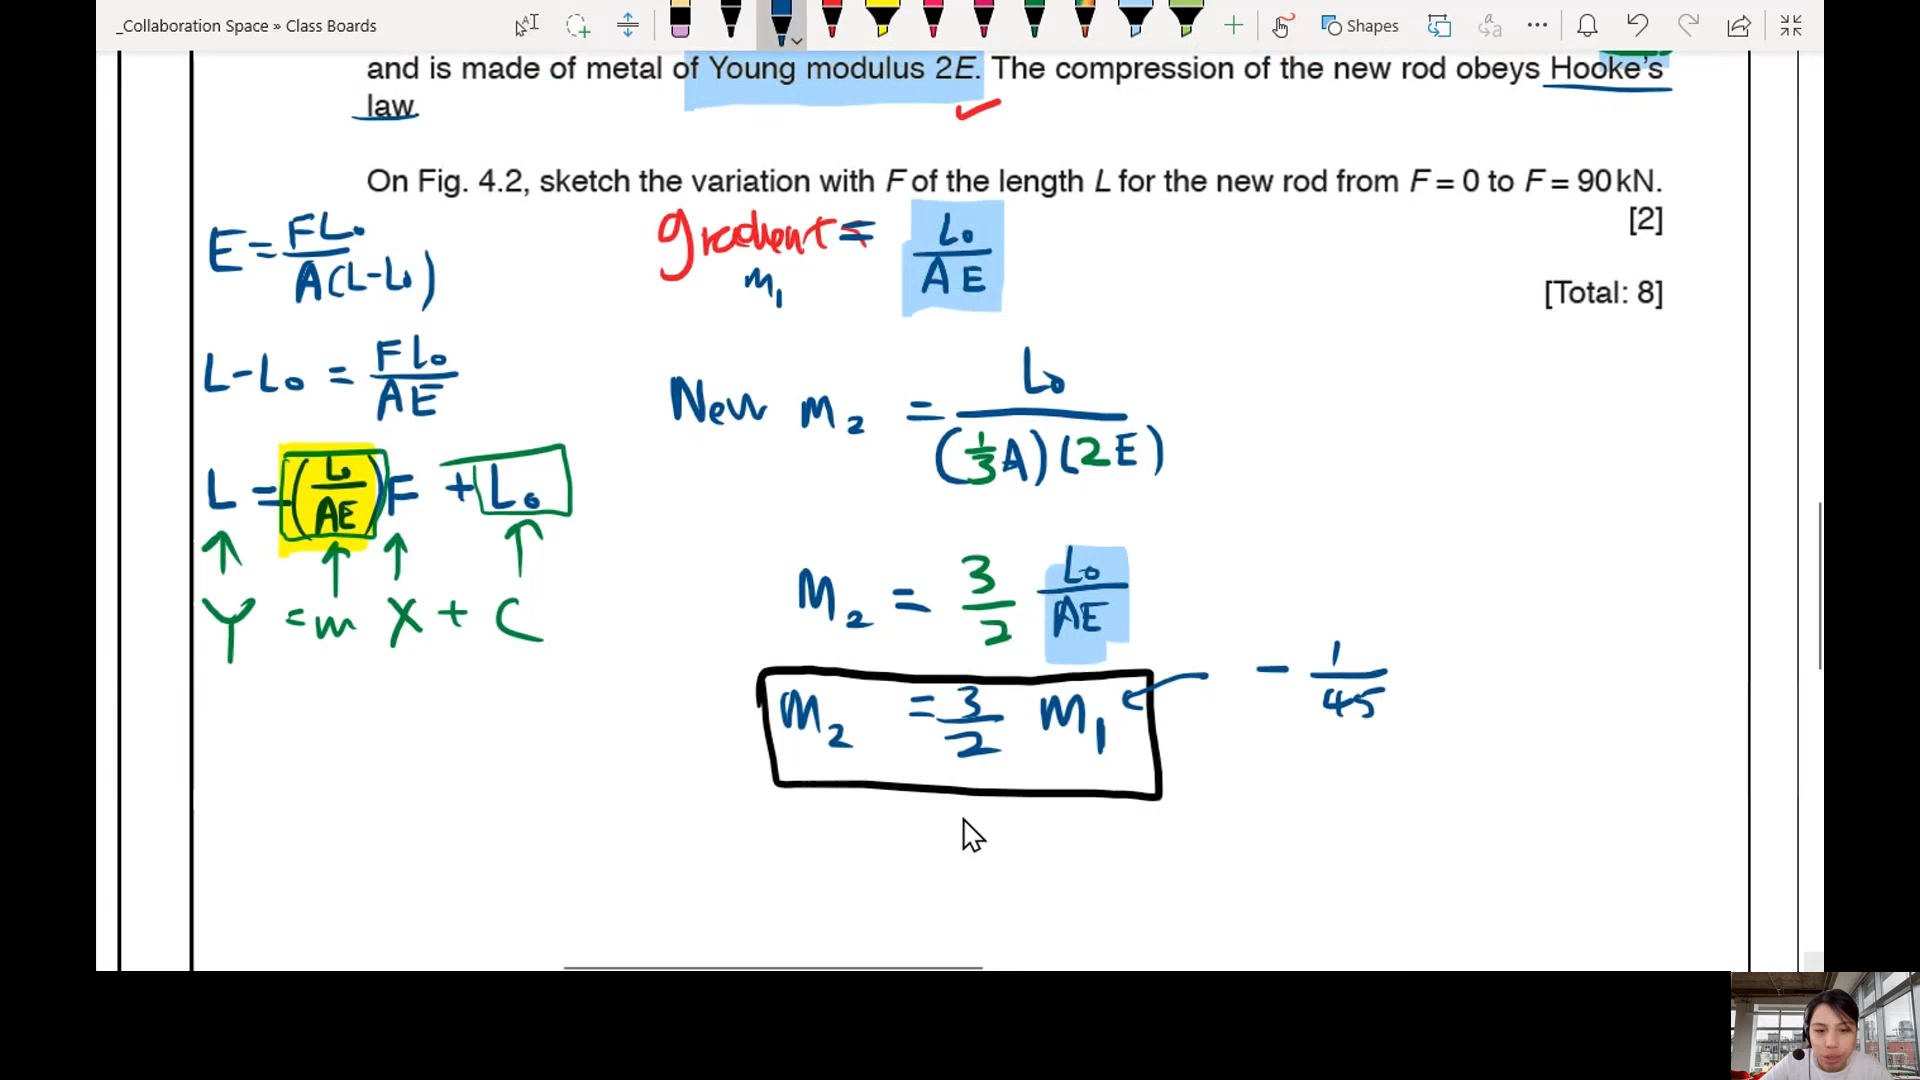 _Collaboration Space » Class Boards
Shapes
and is made of metal of Young modulus 2E. The compression of the new rod obeys Hooke's
law.
On Fig. 4.2, sketch the variation with F of the length L for the new rod from F = 0 to F = 90 kN.
[2]
[Total: 8]
E = FL₀ / A(L-L₀)
L-L₀ = FL₀ / AE
L = (L₀ / AE) F + L₀
Y = m X + C
gradient = L₀ / AE
m₁
New m₂ = L₀ / (1/3 A)(2E)
M₂ = 3/2 L₀/AE
m₂ = 3/2 m₁
- 1/45